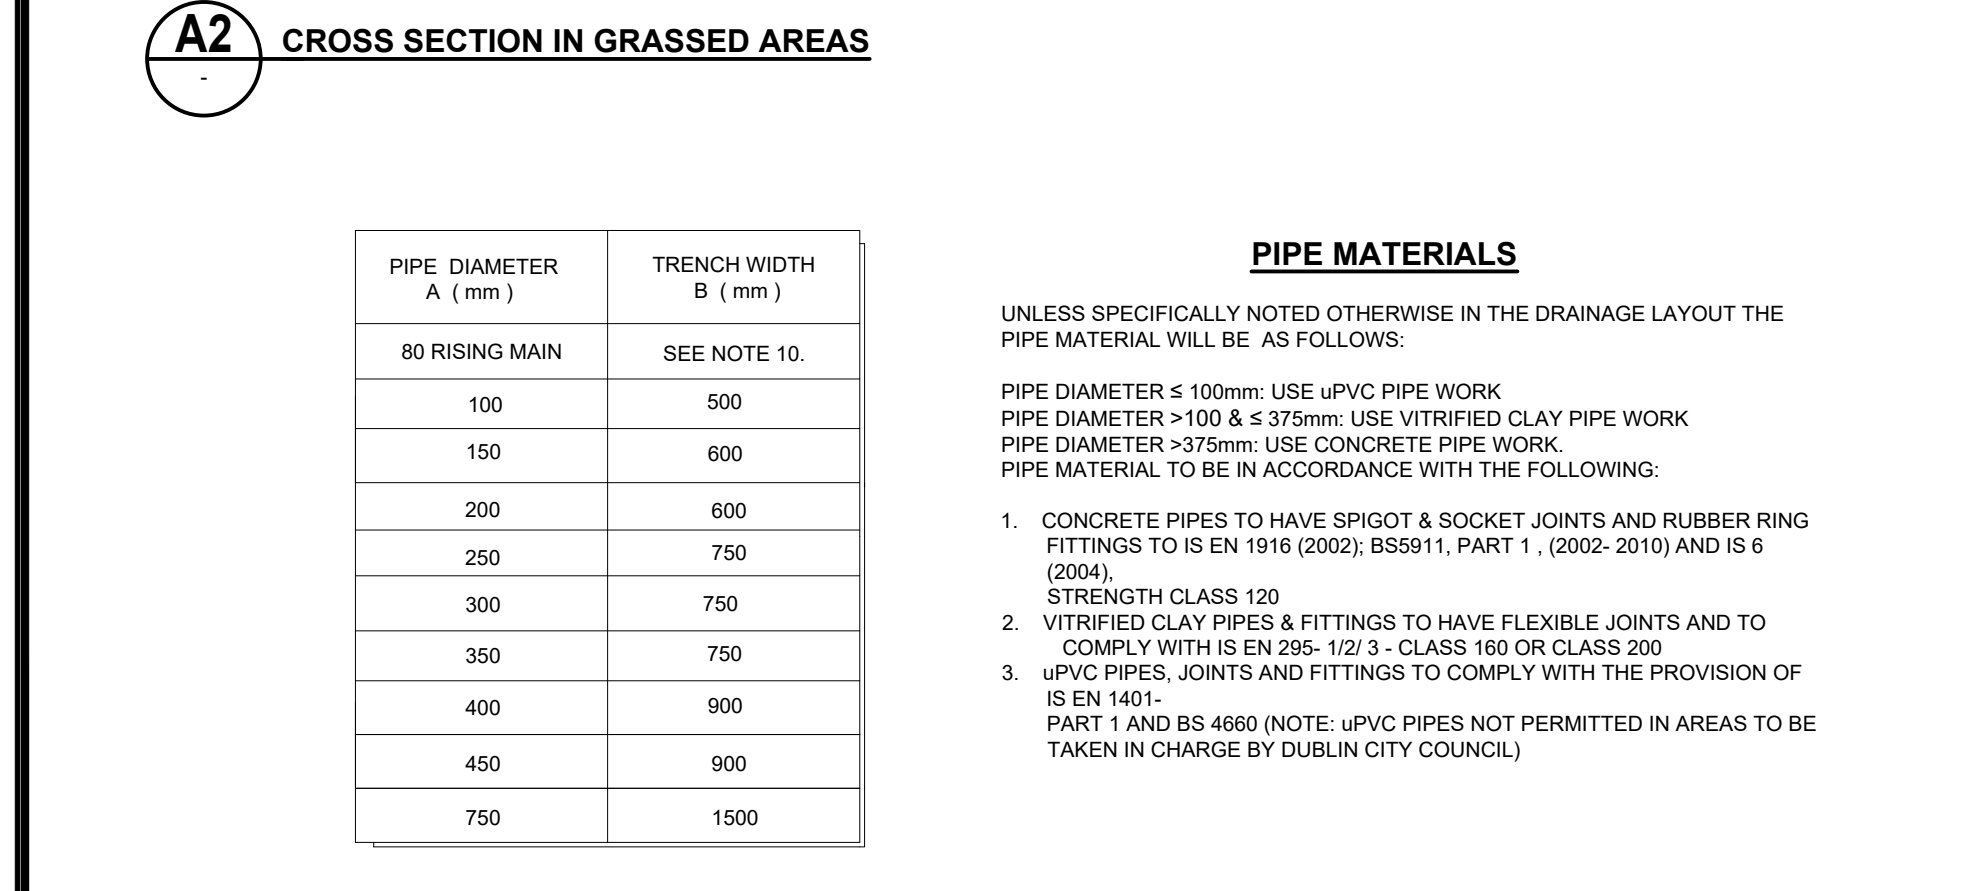 A2
-
CROSS SECTION IN GRASSED AREAS
PIPE DIAMETER
A ( mm )
TRENCH WIDTH
B ( mm )
80 RISING MAIN
SEE NOTE 10.
100
500
150
600
200
600
250
750
300
750
350
750
400
900
450
900
750
1500
PIPE MATERIALS
UNLESS SPECIFICALLY NOTED OTHERWISE IN THE DRAINAGE LAYOUT THE
PIPE MATERIAL WILL BE AS FOLLOWS:
PIPE DIAMETER ≤ 100mm: USE uPVC PIPE WORK
PIPE DIAMETER >100 & ≤ 375mm: USE VITRIFIED CLAY PIPE WORK
PIPE DIAMETER >375mm: USE CONCRETE PIPE WORK.
PIPE MATERIAL TO BE IN ACCORDANCE WITH THE FOLLOWING:
1. CONCRETE PIPES TO HAVE SPIGOT & SOCKET JOINTS AND RUBBER RING
FITTINGS TO IS EN 1916 (2002); BS5911, PART 1 , (2002- 2010) AND IS 6
(2004),
STRENGTH CLASS 120
2. VITRIFIED CLAY PIPES & FITTINGS TO HAVE FLEXIBLE JOINTS AND TO
COMPLY WITH IS EN 295- 1/2/ 3 - CLASS 160 OR CLASS 200
3. uPVC PIPES, JOINTS AND FITTINGS TO COMPLY WITH THE PROVISION OF
IS EN 1401-
PART 1 AND BS 4660 (NOTE: uPVC PIPES NOT PERMITTED IN AREAS TO BE
TAKEN IN CHARGE BY DUBLIN CITY COUNCIL)